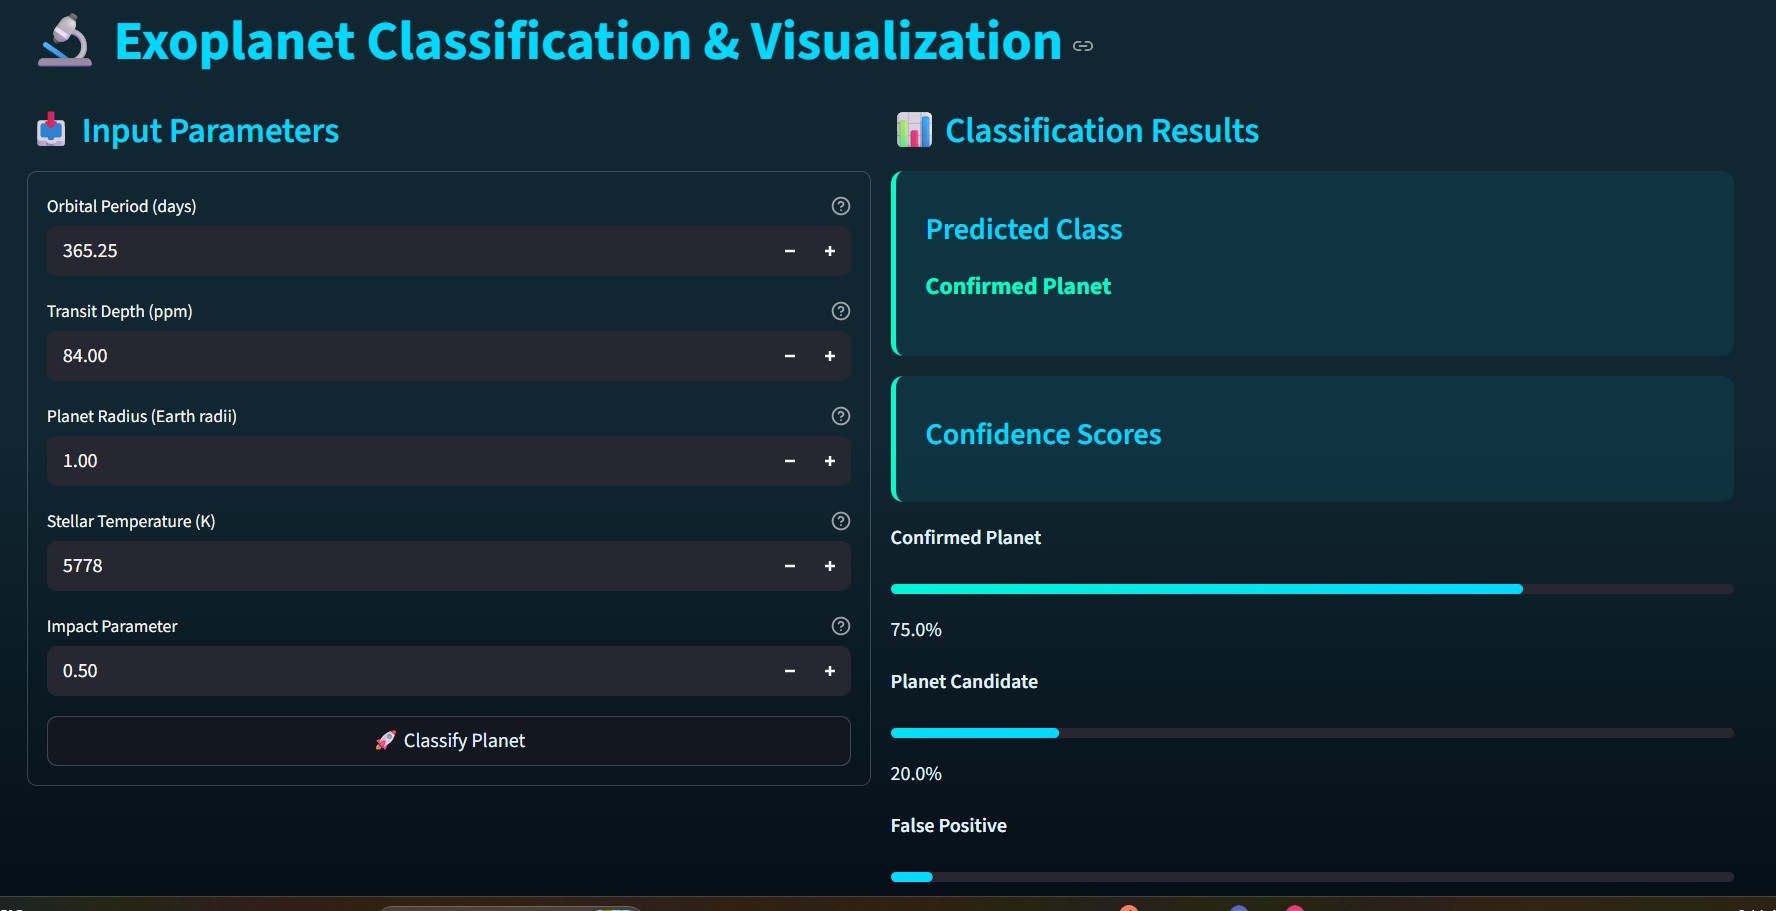 Exoplanet Classification & Visualization
Input Parameters
Orbital Period (days)
365.25
Transit Depth (ppm)
84.00
Planet Radius (Earth radii)
1.00
Stellar Temperature (K)
5778
Impact Parameter
0.50
Classify Planet
Classification Results
Predicted Class
Confirmed Planet
Confidence Scores
Confirmed Planet
75.0%
Planet Candidate
20.0%
False Positive